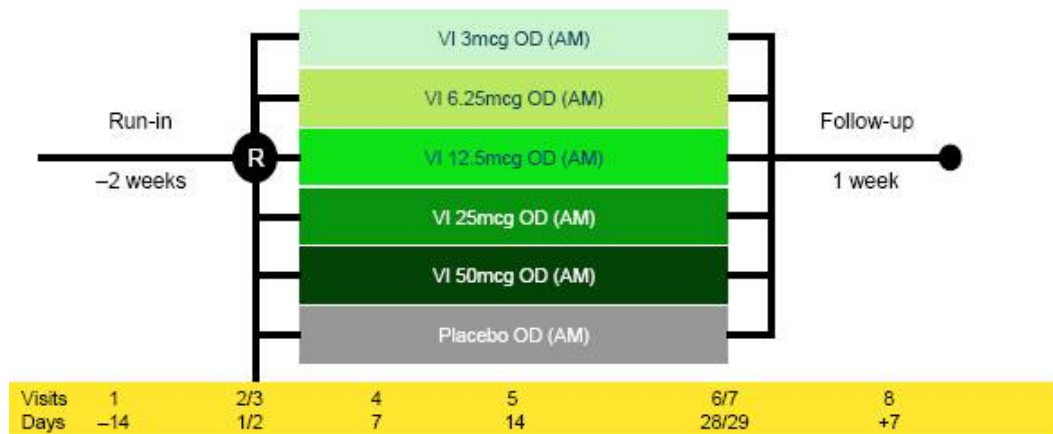 VI 3mcg OD (AM)
VI 6.25mcg OD (AM)
Run-in
Follow-up
R
VI 12.5mcg OD (AM)
–2 weeks
1 week
VI 25mcg OD (AM)
VI 50mcg OD (AM)
Placebo OD (AM)
Visits 1 2/3 4 5 6/7 8
Days –14 1/2 7 14 28/29 +7